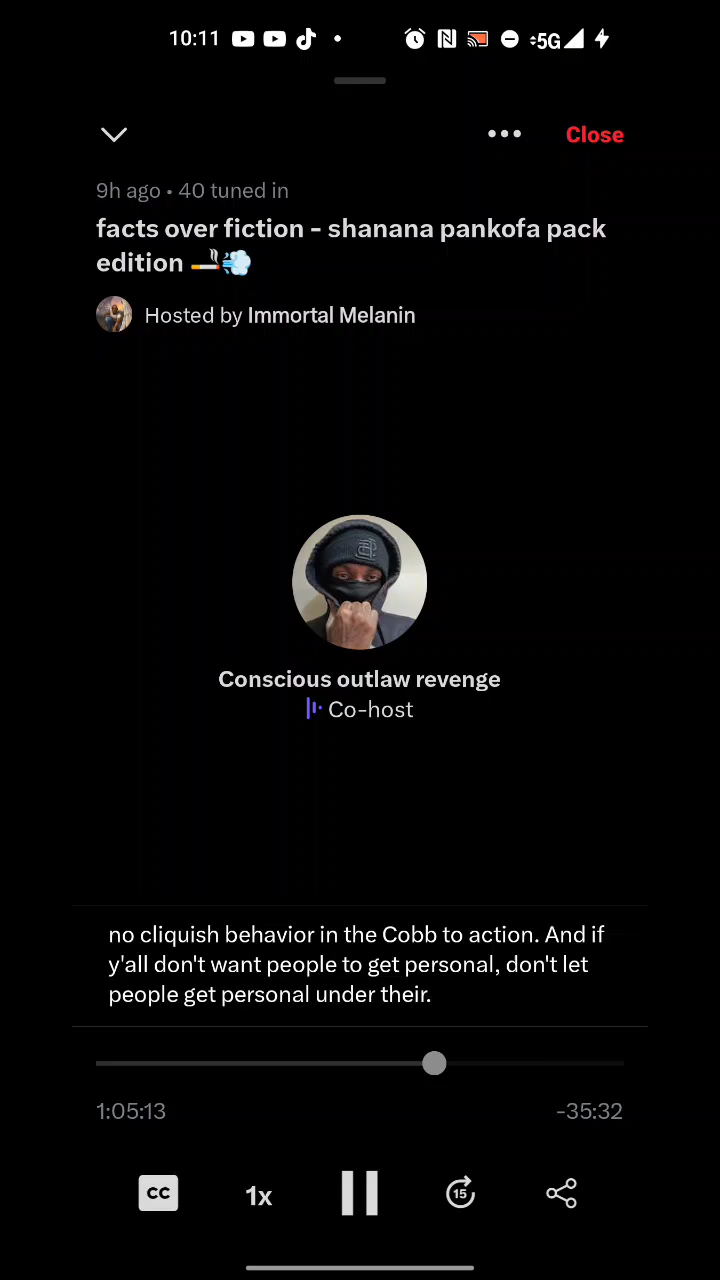 10:11
5G
Close
9h ago • 40 tuned in
facts over fiction - shanana pankofa pack
edition 🚬💨
Hosted by Immortal Melanin
Conscious outlaw revenge
Co-host
no cliquish behavior in the Cobb to action. And if
y'all don't want people to get personal, don't let
people get personal under their.
1:05:13
-35:32
CC
1x
15